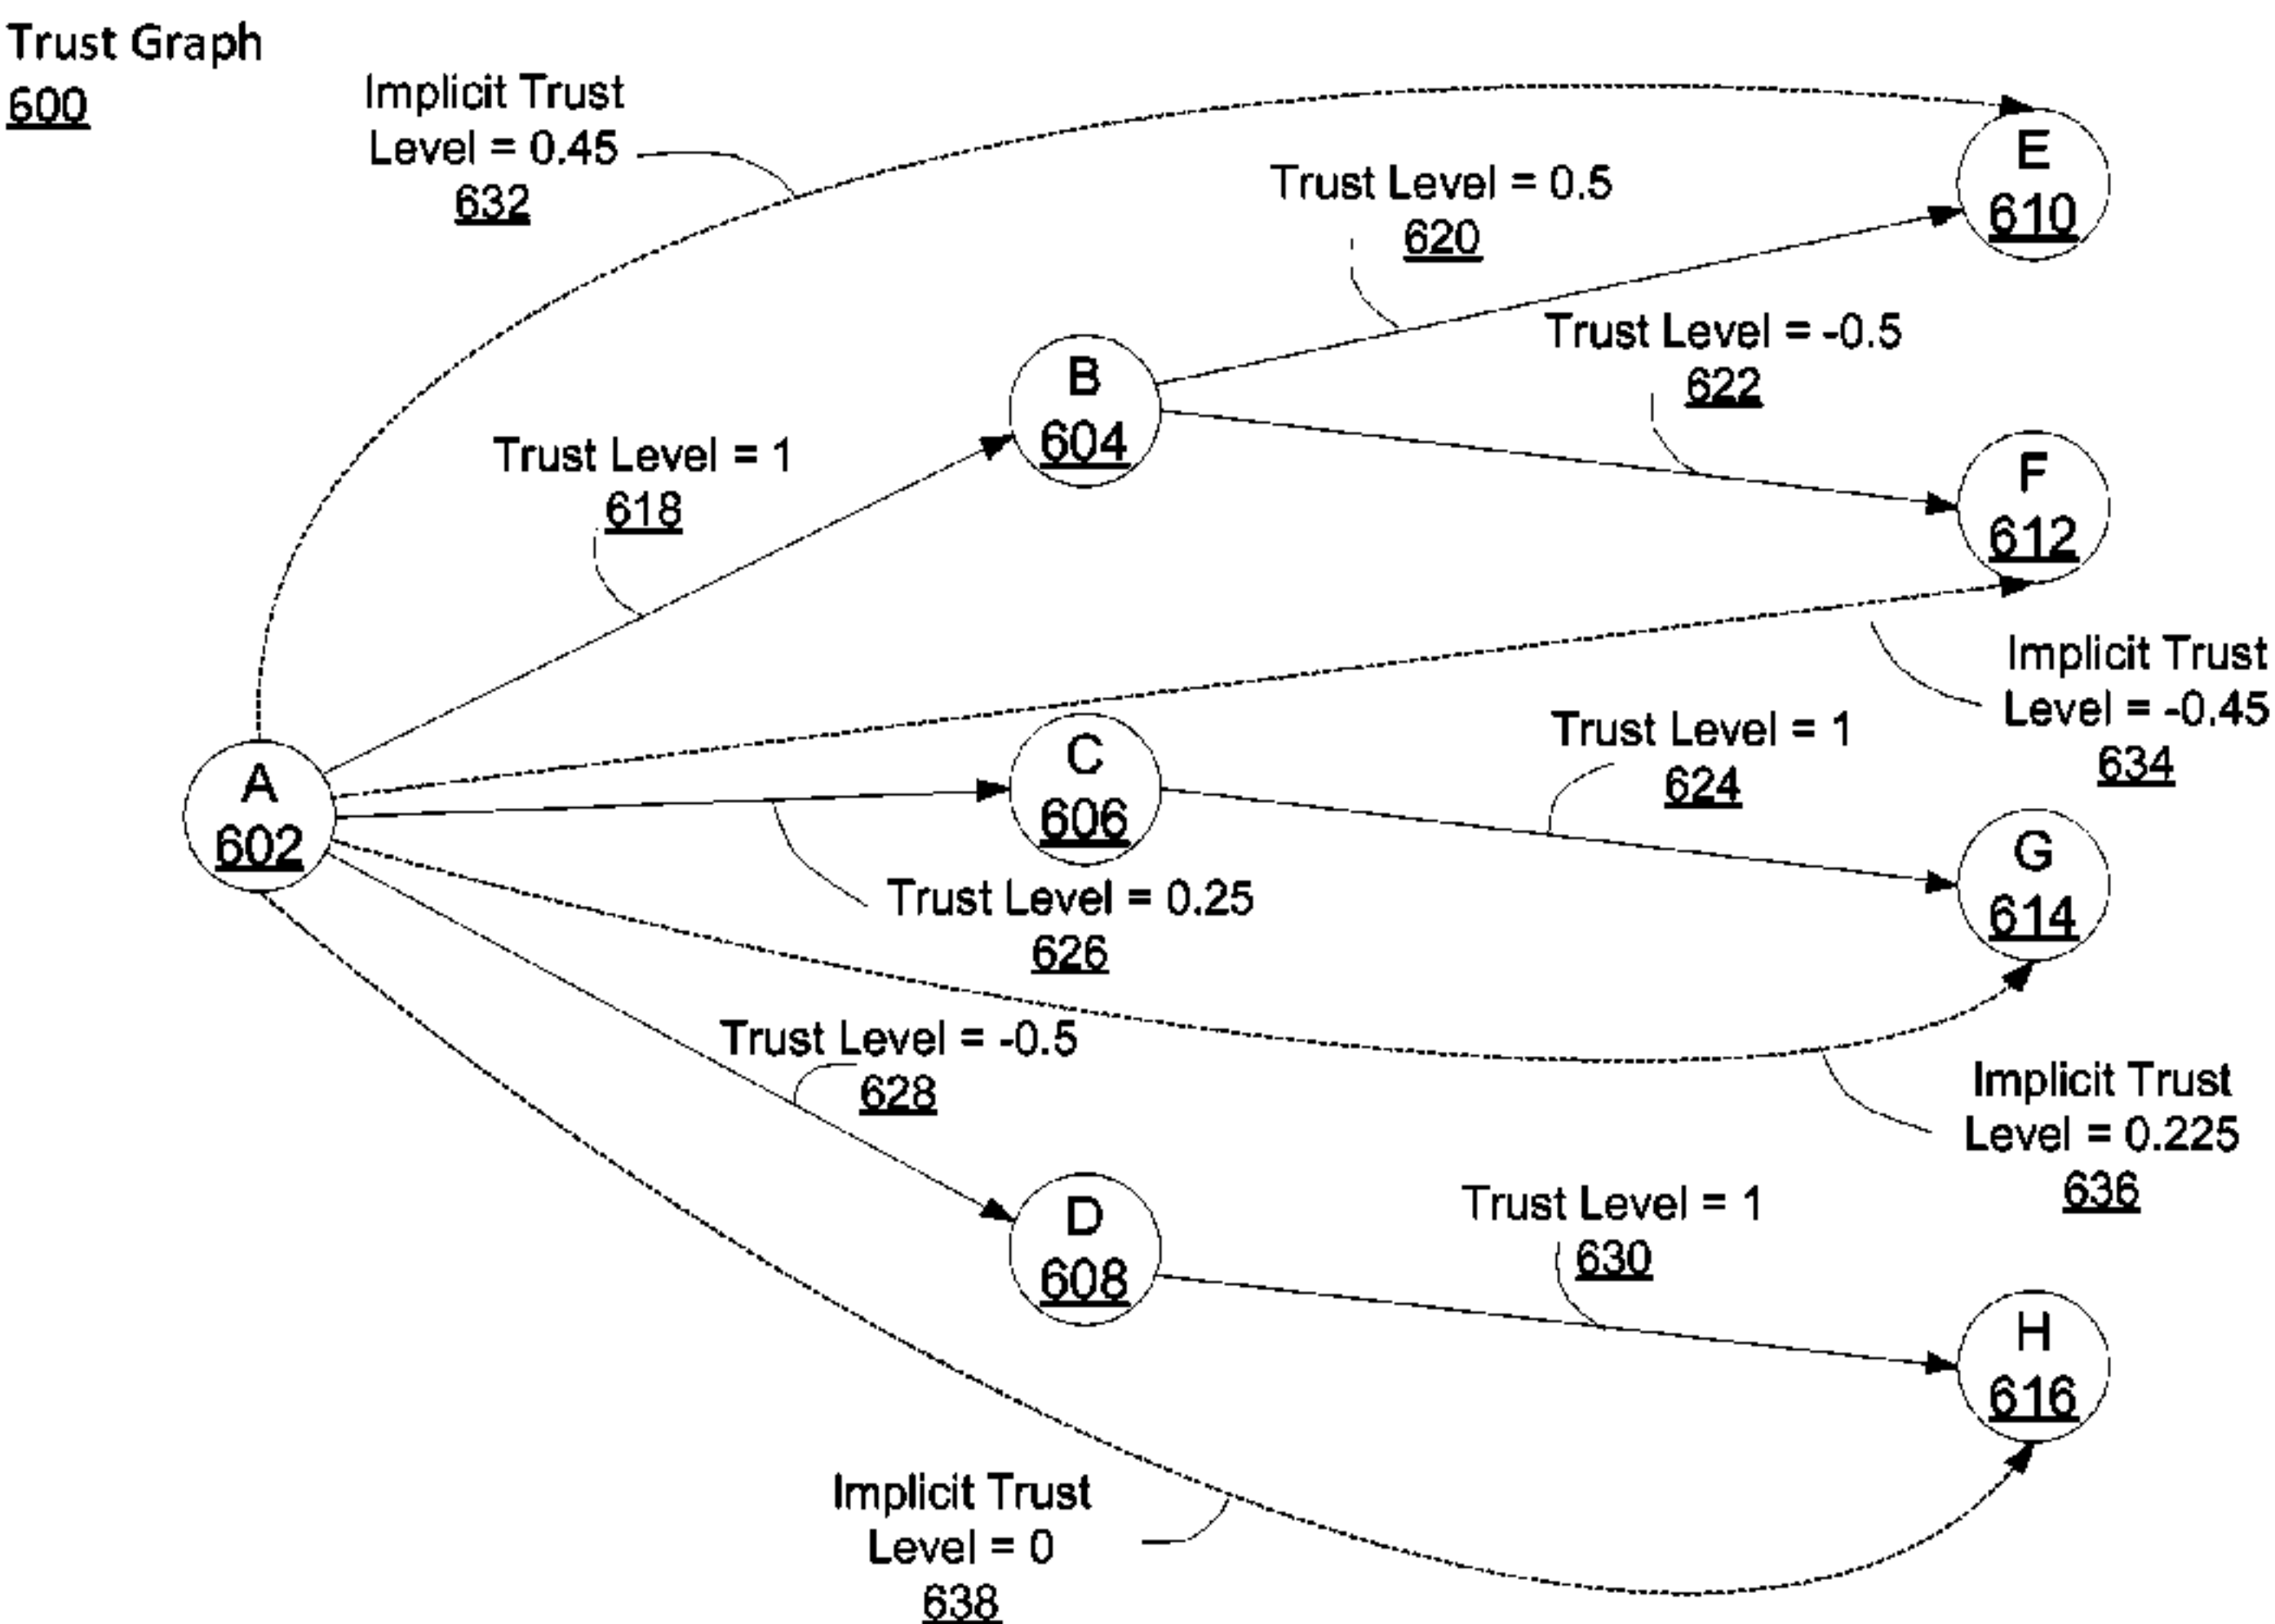 Trust Graph
600
Implicit Trust
Level = 0.45
632
Trust Level = 0.5
620
E
610
Trust Level = -0.5
622
B
604
Trust Level = 1
618
F
612
Implicit Trust
Level = -0.45
634
Trust Level = 1
624
A
602
C
606
G
614
Trust Level = 0.25
626
Trust Level = -0.5
628
Implicit Trust
Level = 0.225
636
D
608
Trust Level = 1
630
H
616
Implicit Trust
Level = 0
638